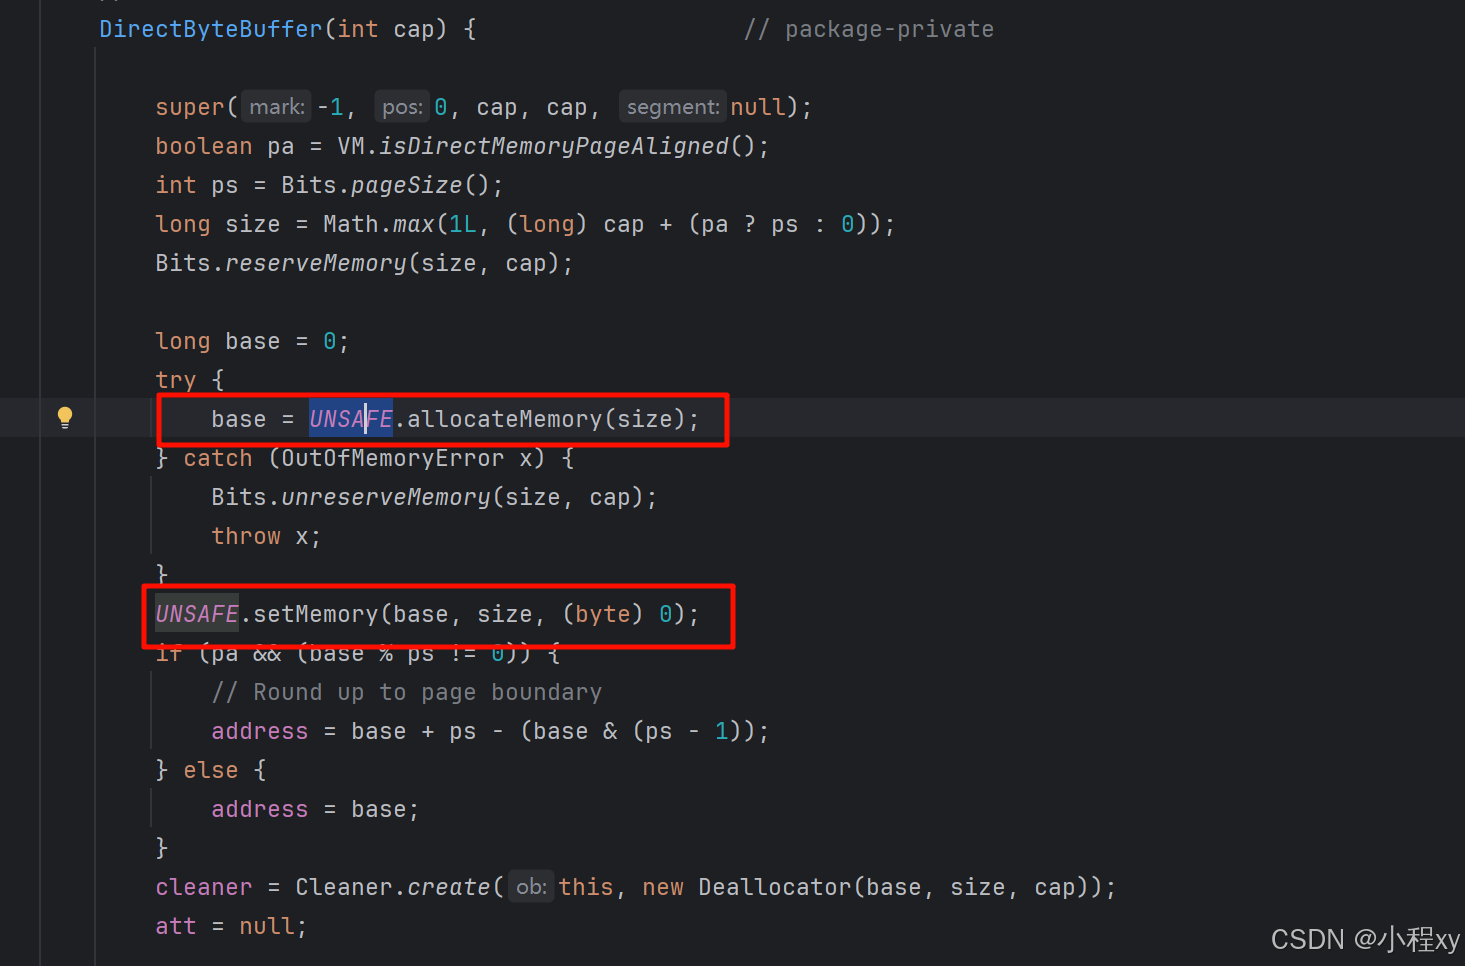 DirectByteBuffer(int cap) {                   // package-private
super( mark: -1, pos: 0, cap, cap, segment: null);
boolean pa = VM.isDirectMemoryPageAligned();
int ps = Bits.pageSize();
long size = Math.max(1L, (long) cap + (pa ? ps : 0));
Bits.reserveMemory(size, cap);
long base = 0;
try {
base = UNSAFE.allocateMemory(size);
} catch (OutOfMemoryError x) {
Bits.unreserveMemory(size, cap);
throw x;
}
UNSAFE.setMemory(base, size, (byte) 0);
if (pa && (base % ps != 0)) {
// Round up to page boundary
address = base + ps - (base & (ps - 1));
} else {
address = base;
}
cleaner = Cleaner.create( ob: this, new Deallocator(base, size, cap));
att = null;
CSDN @小程xy